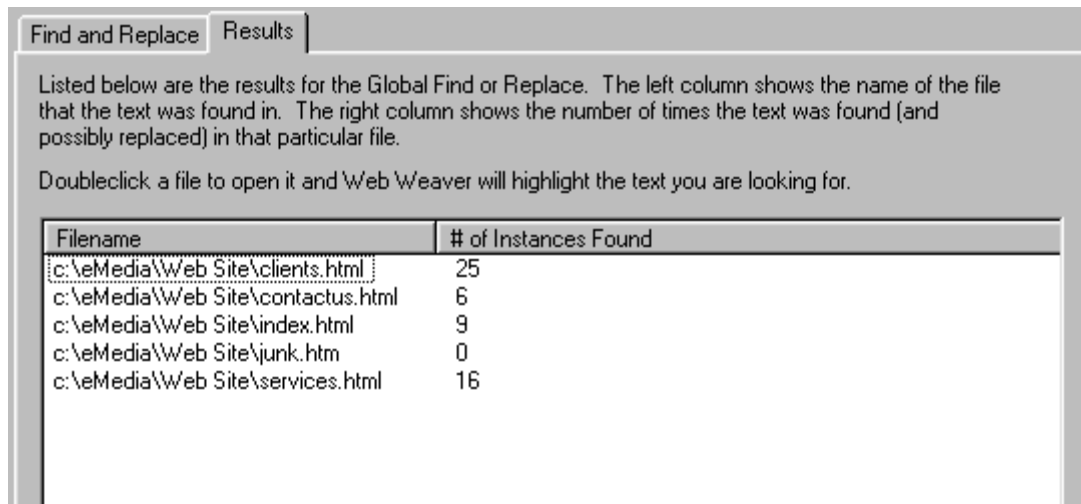 Find and Replace Results
Listed below are the results for the Global Find or Replace. The left column shows the name of the file
that the text was found in. The right column shows the number of times the text was found (and
possibly replaced) in that particular file.
Doubleclick a file to open it and Web Weaver will highlight the text you are looking for.
Filename # of Instances Found
c:\eMedia\Web Site\clients.html 25
c:\eMedia\Web Site\contactus.html 6
c:\eMedia\Web Site\index.html 9
c:\eMedia\Web Site\junk.htm 0
c:\eMedia\Web Site\services.html 16